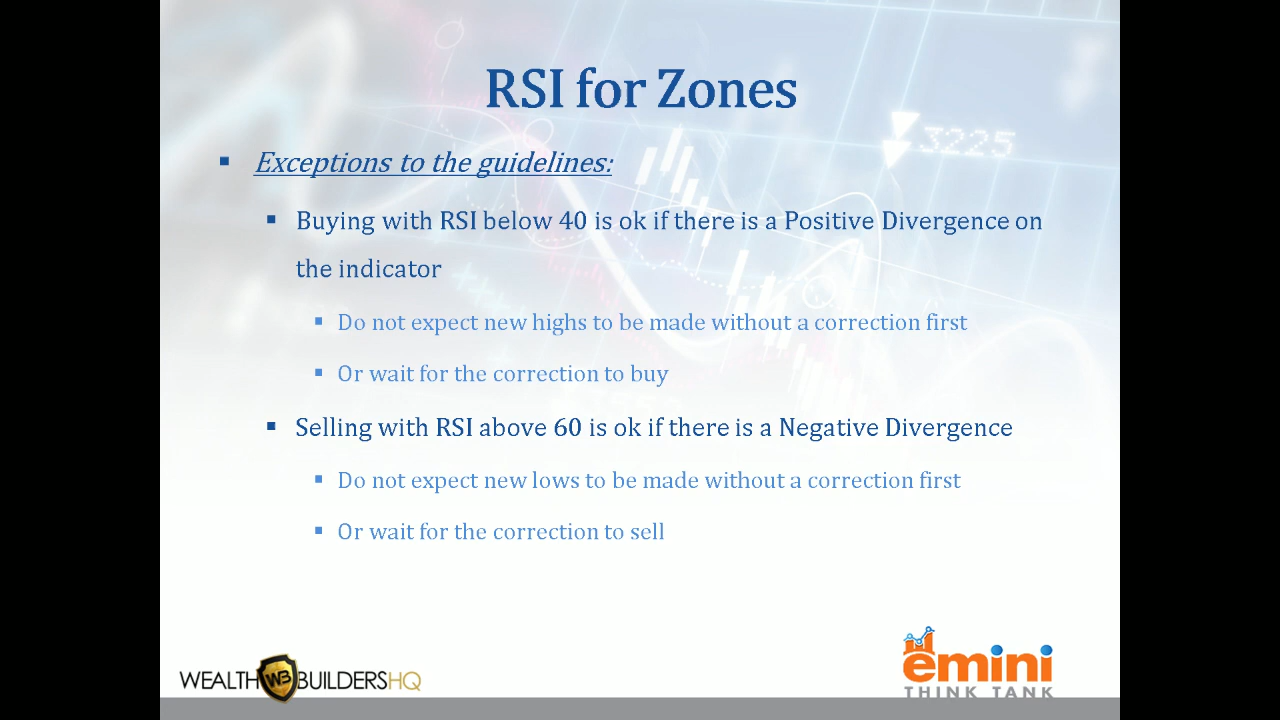 RSI for Zones
3225
Exceptions to the guidelines:
Buying with RSI below 40 is ok if there is a Positive Divergence on
the indicator
Do not expect new highs to be made without a correction first
Or wait for the correction to buy
Selling with RSI above 60 is ok if there is a Negative Divergence
Do not expect new lows to be made without a correction first
Or wait for the correction to sell
WEALTH WB BUILDERSHQ
emini
THINK TANK